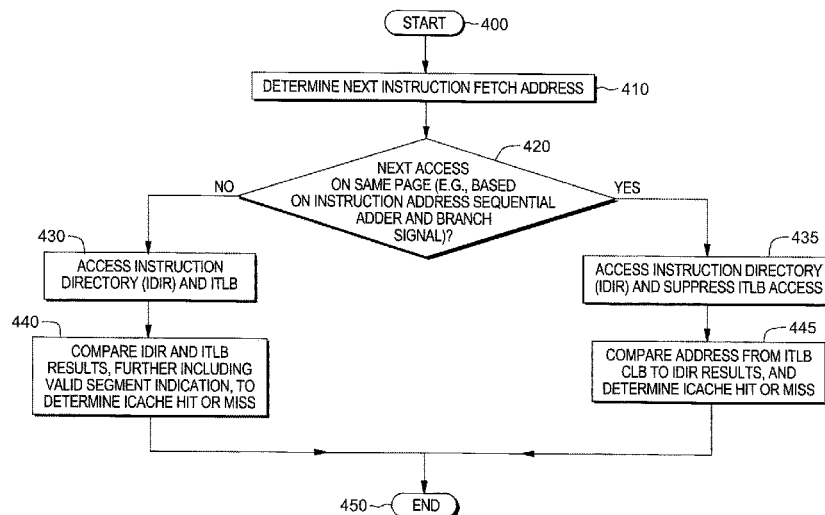 START
400
DETERMINE NEXT INSTRUCTION FETCH ADDRESS
410
420
NEXT ACCESS
ON SAME PAGE (E.G., BASED
ON INSTRUCTION ADDRESS SEQUENTIAL
ADDER AND BRANCH
SIGNAL)?
NO
YES
430
ACCESS INSTRUCTION
DIRECTORY (IDIR) AND ITLB
435
ACCESS INSTRUCTION DIRECTORY
(IDIR) AND SUPPRESS ITLB ACCESS
440
COMPARE IDIR AND ITLB
RESULTS, FURTHER INCLUDING
VALID SEGMENT INDICATION, TO
DETERMINE ICACHE HIT OR MISS
445
COMPARE ADDRESS FROM ITLB
CLB TO IDIR RESULTS, AND
DETERMINE ICACHE HIT OR MISS
450
END